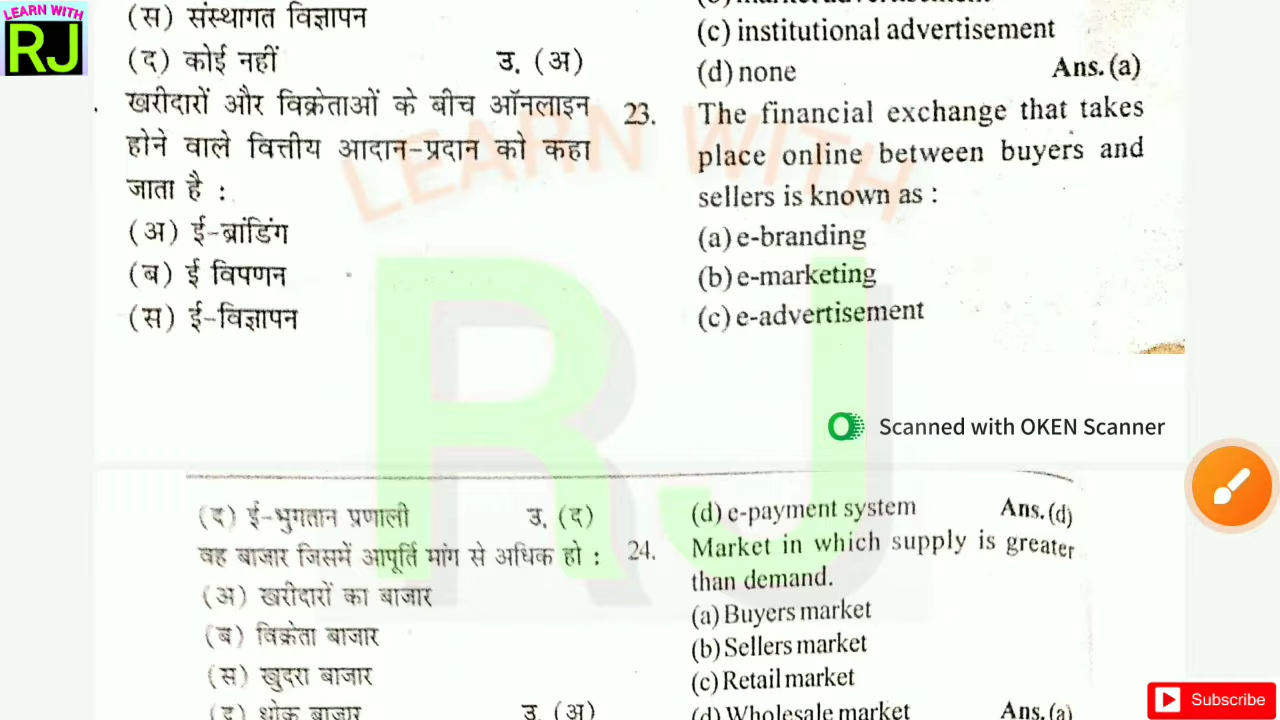 LEARN WITH
RJ
(स) संस्थागत विज्ञापन
(द) कोई नहीं उ. (अ)
खरीदारों और विक्रेताओं के बीच ऑनलाइन
होने वाले वित्तीय आदान-प्रदान को कहा
जाता है :
(अ) ई-ब्रांडिंग
(ब) ई विपणन
(स) ई-विज्ञापन
(c) institutional advertisement
(d) none Ans. (a)
23. The financial exchange that takes
place online between buyers and
sellers is known as :
(a) e-branding
(b) e-marketing
(c) e-advertisement
LEARN WITH
RJ
Scanned with OKEN Scanner
(द) ई-भुगतान प्रणाली उ. (द)
वह बाजार जिसमें आपूर्ति मांग से अधिक हो :
(अ) खरीदारों का बाजार
(ब) विक्रेता बाजार
(स) खुदरा बाजार
(द) थोक बाजार उ. (अ)
(d) e-payment system Ans. (d)
24. Market in which supply is greater
than demand.
(a) Buyers market
(b) Sellers market
(c) Retail market
(d) Wholesale market Ans. (a)
Subscribe